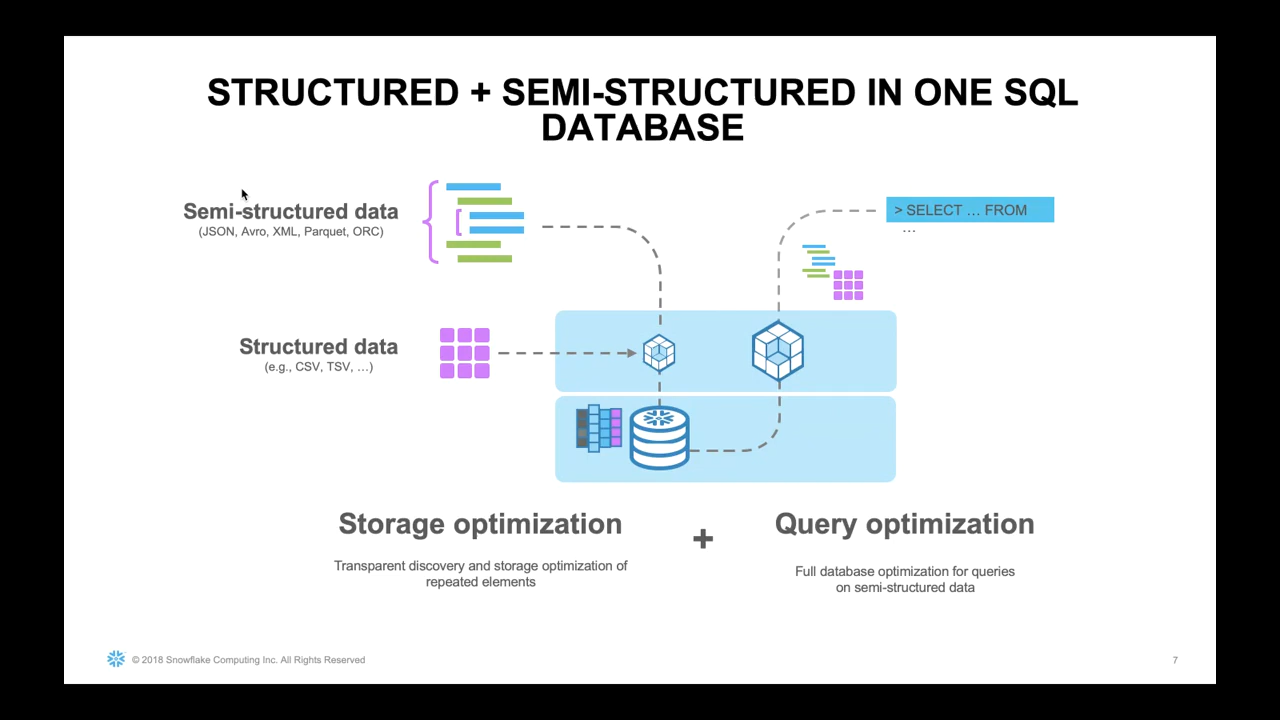 STRUCTURED + SEMI-STRUCTURED IN ONE SQL
DATABASE
Semi-structured data
(JSON, Avro, XML, Parquet, ORC)
> SELECT … FROM
…
Structured data
(e.g., CSV, TSV, …)
Storage optimization
+
Query optimization
Transparent discovery and storage optimization of
repeated elements
Full database optimization for queries
on semi-structured data
© 2018 Snowflake Computing Inc. All Rights Reserved
7